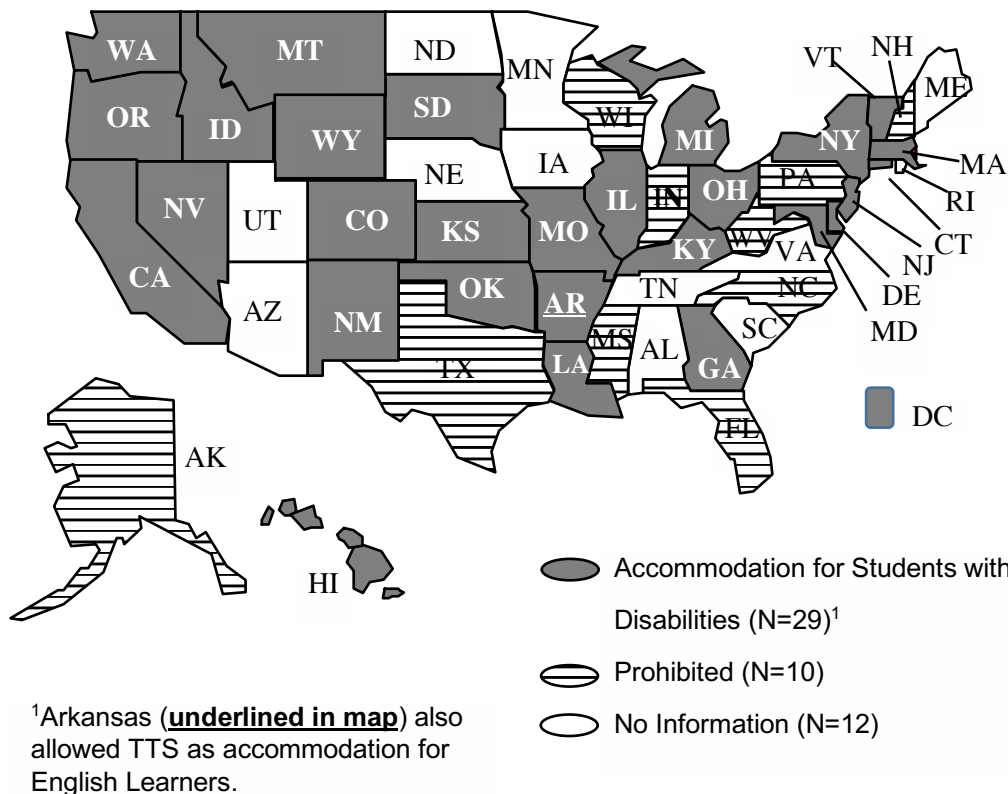 WA
MT
ND
MN
VT
NH
ME
OR
ID
WY
SD
WI
MI
NY
MA
NV
UT
CO
NE
IA
IL
IN
OH
PA
RI
CT
NJ
DE
MD
CA
AZ
NM
KS
MO
KY
WV
VA
OK
AR
TN
NC
SC
TX
LA
MS
AL
GA
FL
DC
AK
HI
Accommodation for Students with
Disabilities (N=29)¹
Prohibited (N=10)
No Information (N=12)
¹Arkansas (underlined in map) also
allowed TTS as accommodation for
English Learners.